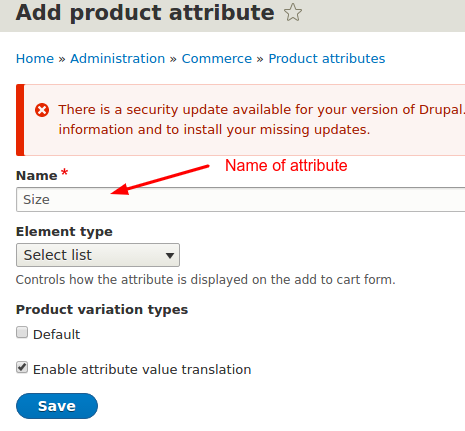 Add product attribute
Home » Administration » Commerce » Product attributes
There is a security update available for your version of Drupal.
information and to install your missing updates.
Name *
Name of attribute
Size
Element type
Select list
Controls how the attribute is displayed on the add to cart form.
Product variation types
Default
Enable attribute value translation
Save